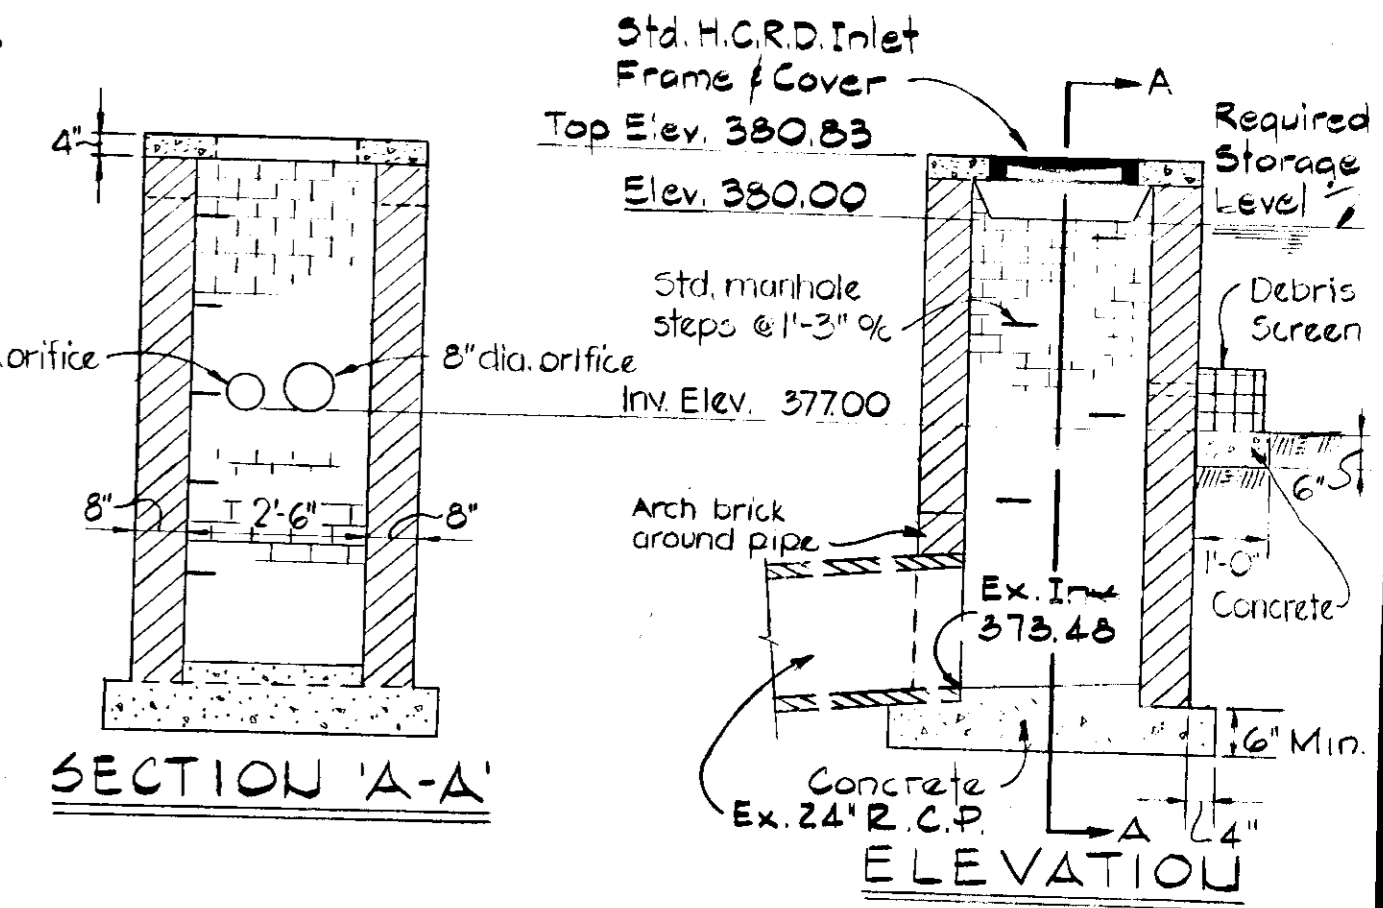 4"
.orifice
8" dia. orifice
8"
2'-6"
8"
SECTION 'A-A'
Std. H.C.R.D. Inlet
Frame & Cover
Top Elev. 380.83
Elev. 380.00
Std. manhole
steps @ 1'-3" o/c
Inv. Elev. 377.00
Arch brick
around pipe
Ex. Inv.
373.48
A
Required
Storage
Level
Debris
Screen
6"
1'-0"
Concrete
6" Min.
Concrete
Ex. 24" R.C.P.
A
4"
ELEVATION